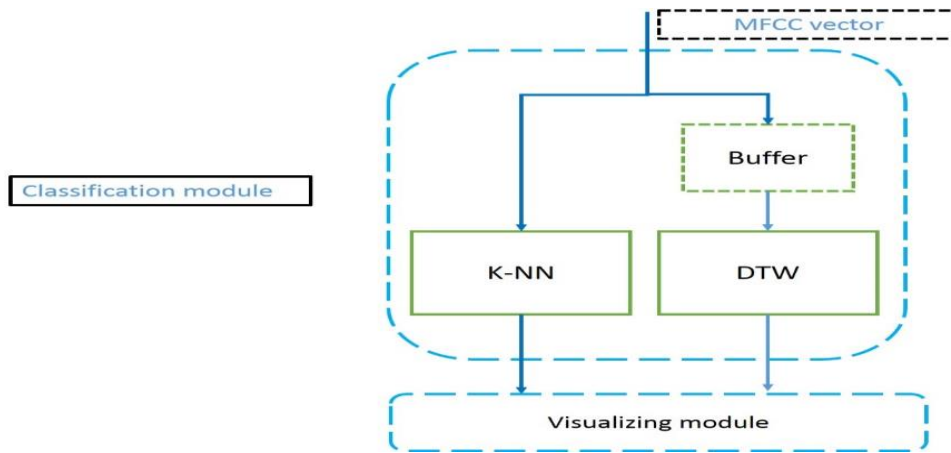 MFCC vector
Buffer
Classification module
K-NN
DTW
Visualizing module